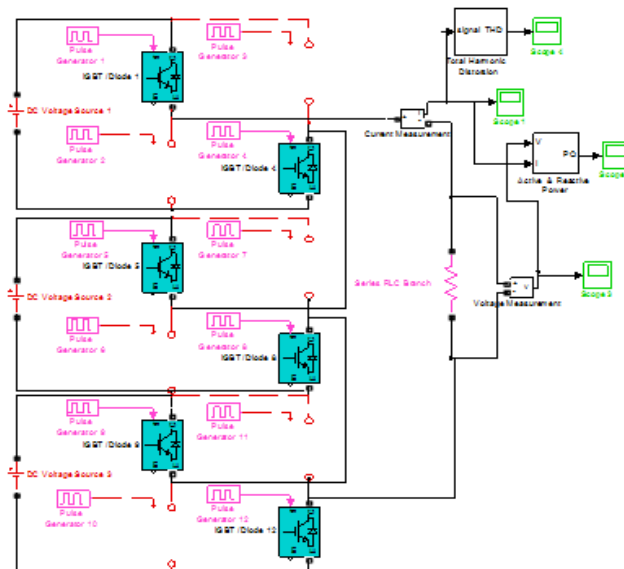 Pulse
Generator 1
Pulse
Generator 3
IGBT /Diode 1
DC Voltage Source 1
Pulse
Generator 2
Pulse
Generator 4
IGBT /Diode 4
signal THD
Total Harmonic
Distortion
Scope 4
Current Measurement
Scope 1
V
I
PQ
Active & Reactive
Power
Scope
Pulse
Generator 5
Pulse
Generator 7
IGBT /Diode 5
DC Voltage Source 2
Series RLC Branch
v
Voltage Measurement
Scope 3
Pulse
Generator 6
Pulse
Generator 8
IGBT /Diode 8
Pulse
Generator 9
Pulse
Generator 11
IGBT /Diode 9
DC Voltage Source 3
Pulse
Generator 10
Pulse
Generator 12
IGBT /Diode 12